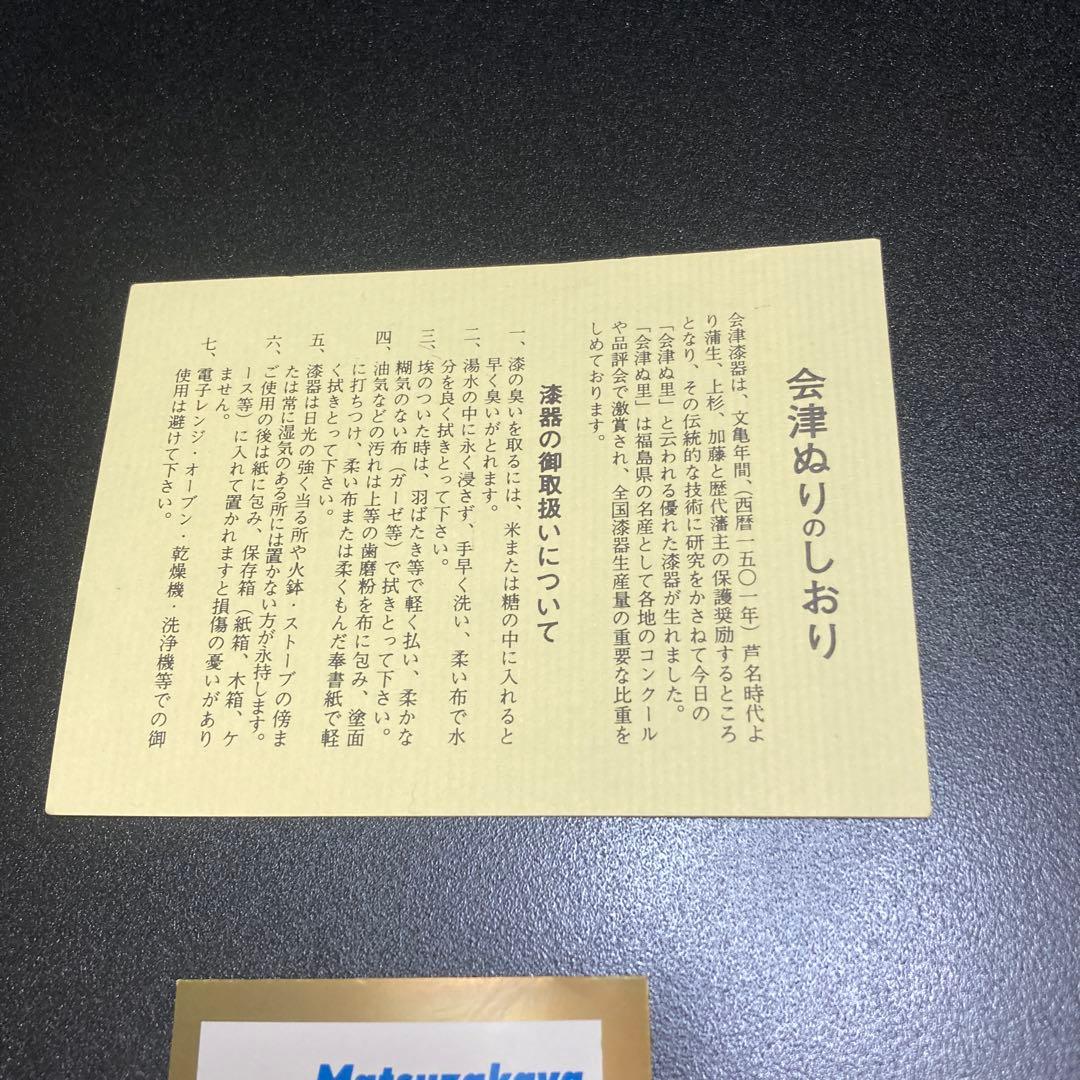 会津ぬりのしおり
会津漆器は、文亀年間、(西暦一五〇一年) 芦名時代よ
り蒲生、上杉、加藤と歴代藩主の保護奨励するところ
となり、その伝統的な技術に研究をかさねて今日の
「会津ぬ里」と云われる優れた漆器が生れました。
「会津ぬ里」は福島県の名産として各地のコンクール
や品評会で激賞され、全国漆器生産量の重要な比重を
しめております。
漆器の御取扱いについて
一、漆の臭いを取るには、米または糖の中に入れると
早く臭いがとれます。
二、湯水の中に永く浸さず、手早く洗い、柔い布で水
分を良く拭きとって下さい。
三、埃のついた時は、羽ばたき等で軽く払い、柔かな
糊気のない布 (ガーゼ等) で拭きとって下さい。
四、油気などの汚れは上等の歯磨粉を布に包み、塗面
に打ちつけ、柔い布または柔くもんだ奉書紙で軽
く拭きとって下さい。
五、漆器は日光の強く当る所や火鉢・ストーブの傍ま
たは常に湿気のある所には置かない方が永持します。
六、ご使用の後は紙に包み、保存箱 (紙箱、木箱、ケ
ース等) に入れて置かれますと損傷の憂いがあり
ません。
七、電子レンジ・オーブン・乾燥機・洗浄機等での御
使用は避けて下さい。
Matsuzakaya